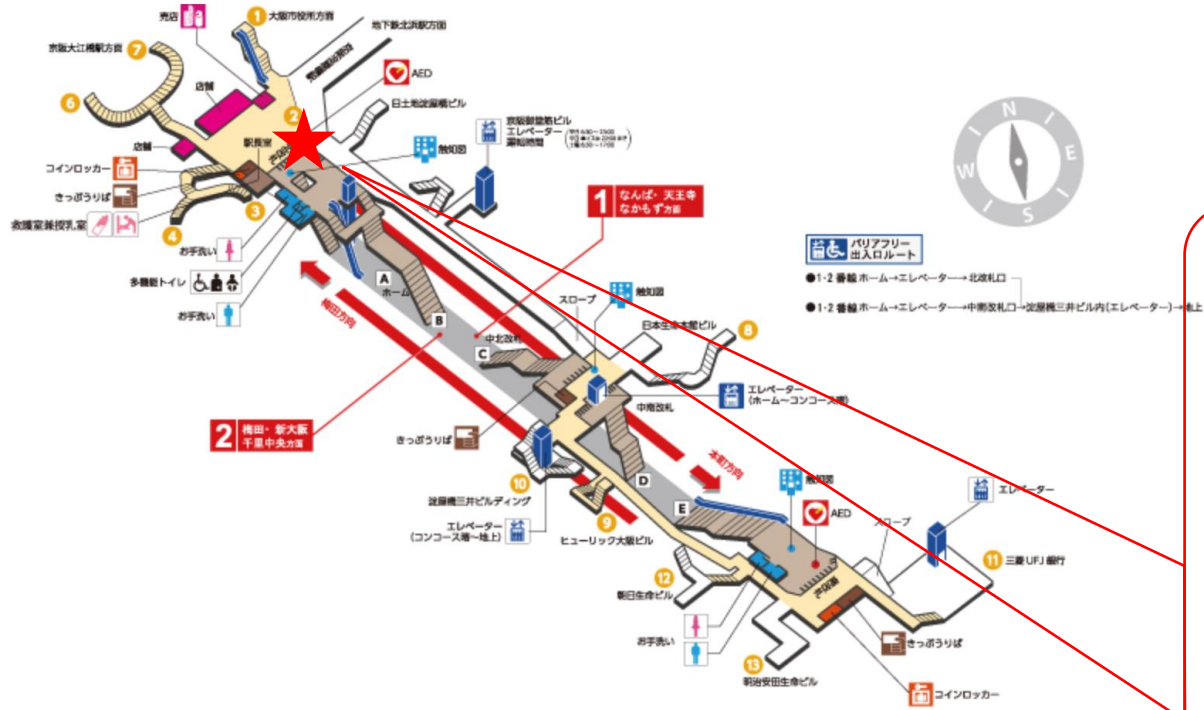 売店
1
大阪市役所方面
地下鉄北浜駅方面
京阪大江橋駅方面
7
AED
店舗
2
日土地淀屋橋ビル
6
京阪御堂筋ビル
エレベーター
運転時間
駅長室
触知図
店舗
コインロッカー
きっぷうりば
救護室兼授乳室
3
4
お手洗い
多機能トイレ
お手洗い
1
なんば・天王寺
なかもず方面
N
E
S
I
W
I
バリアフリー
出入口ルート
●1・2番線 ホーム→エレベーター→北改札口
●1・2番線 ホーム→エレベーター→中南改札口→淀屋橋三井ビル内(エレベーター)→地上
A
ホーム
梅田方向
B
中北改札
C
スロープ
触知図
日本生命本館ビル
8
エレベーター
(ホーム〜コンコース階)
中南改札
2
梅田・新大阪
千里中央方面
きっぷうりば
10
淀屋橋三井ビルディング
エレベーター
(コンコース階〜地上)
9
ヒューリック大阪ビル
D
本町方向
E
触知図
AED
エレベーター
スロープ
11
三菱UFJ銀行
12
朝日生命ビル
お手洗い
南改札
きっぷうりば
13
明治安田生命ビル
コインロッカー